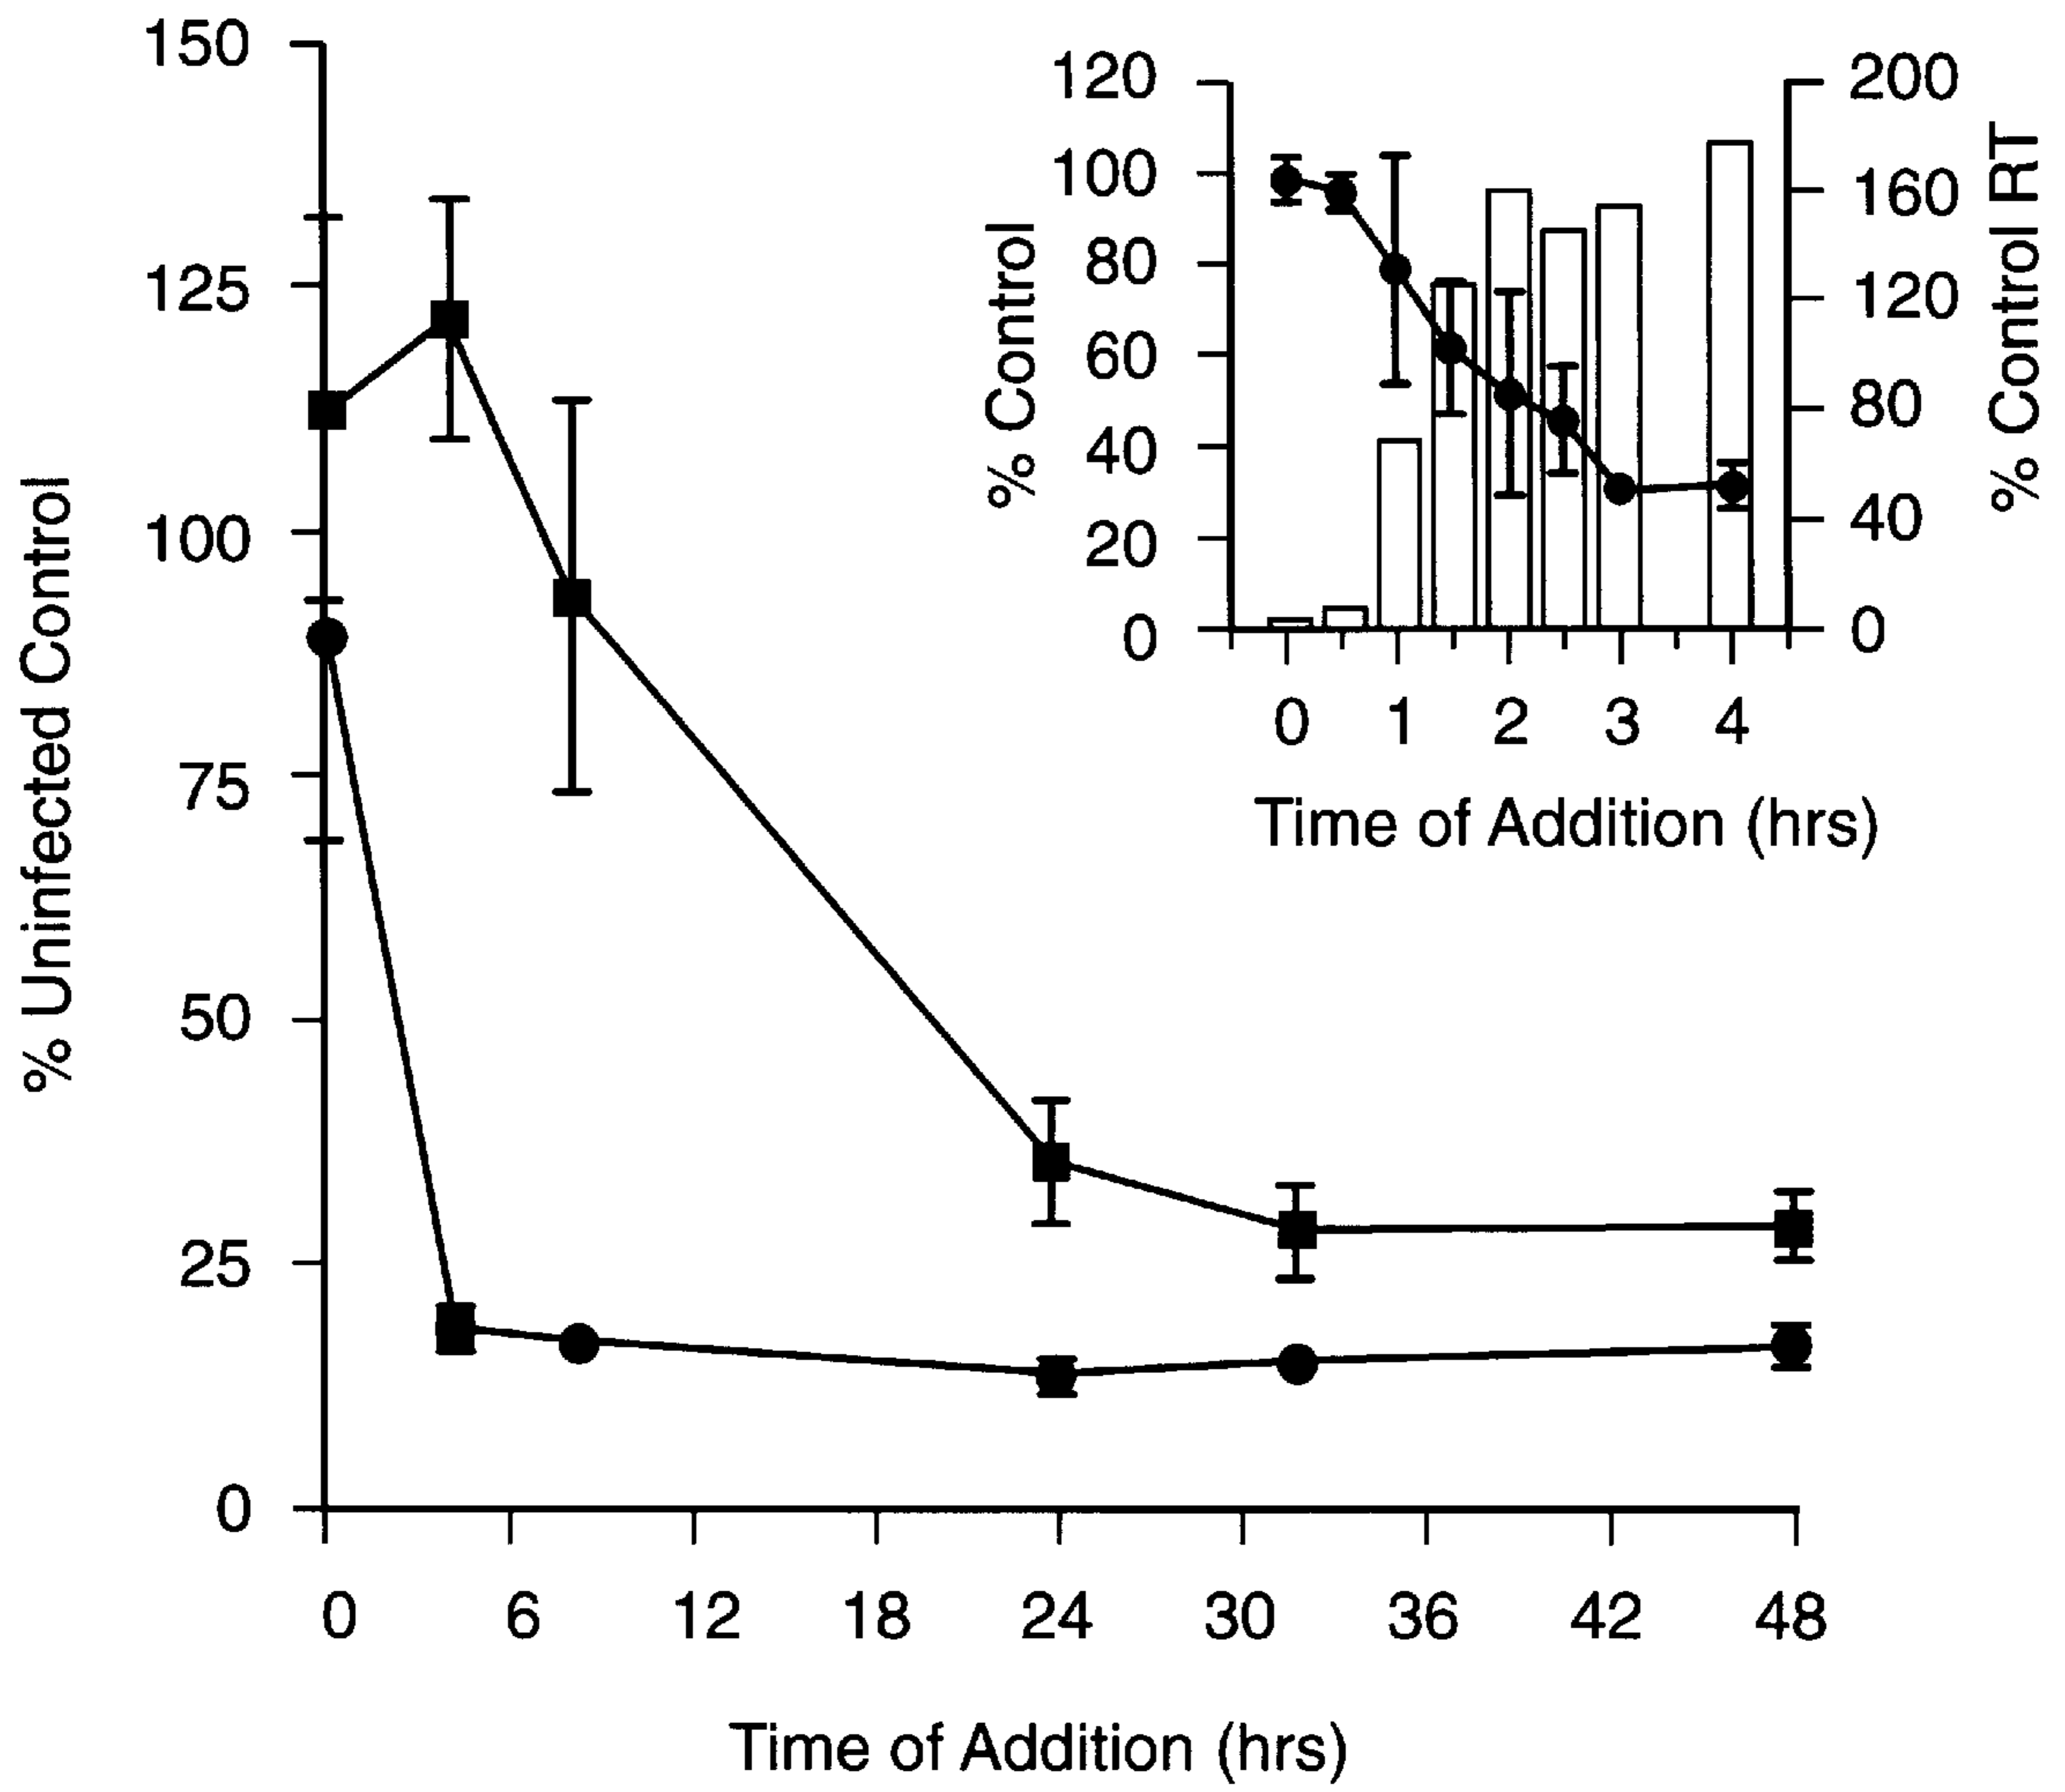 150
125
100
75
50
25
0
% Uninfected Control
0 6 12 18 24 30 36 42 48
Time of Addition (hrs)
120
100
80
60
40
20
0
% Control
200
160
120
80
40
0
% Control RT
0 1 2 3 4
Time of Addition (hrs)